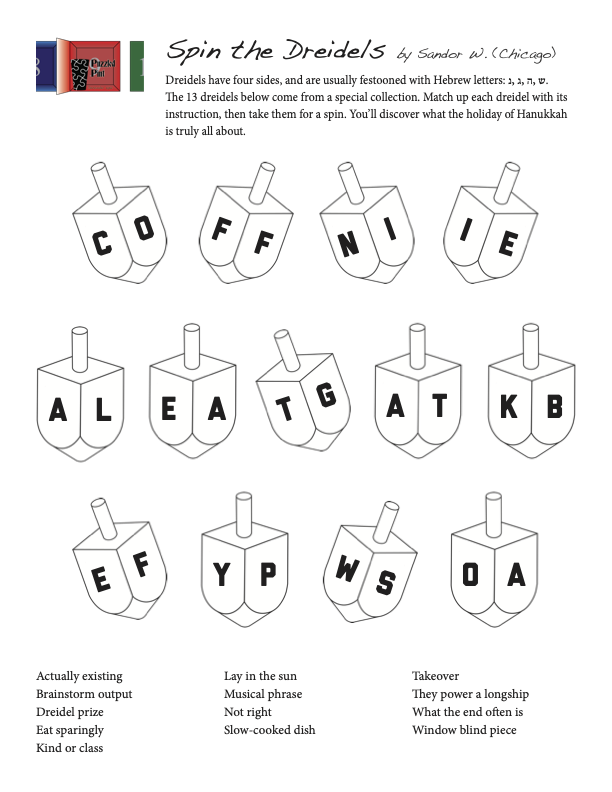 Puzzled
Pint
Spin the Dreidels by Sandor W. (Chicago)
Dreidels have four sides, and are usually festooned with Hebrew letters: נ, ג, ה, ש.
The 13 dreidels below come from a special collection. Match up each dreidel with its
instruction, then take them for a spin. You’ll discover what the holiday of Hanukkah
is truly all about.
C O F F N I I E
A L E A T G A T K B
E F Y P W S O A
Actually existing
Brainstorm output
Dreidel prize
Eat sparingly
Kind or class
Lay in the sun
Musical phrase
Not right
Slow-cooked dish
Takeover
They power a longship
What the end often is
Window blind piece